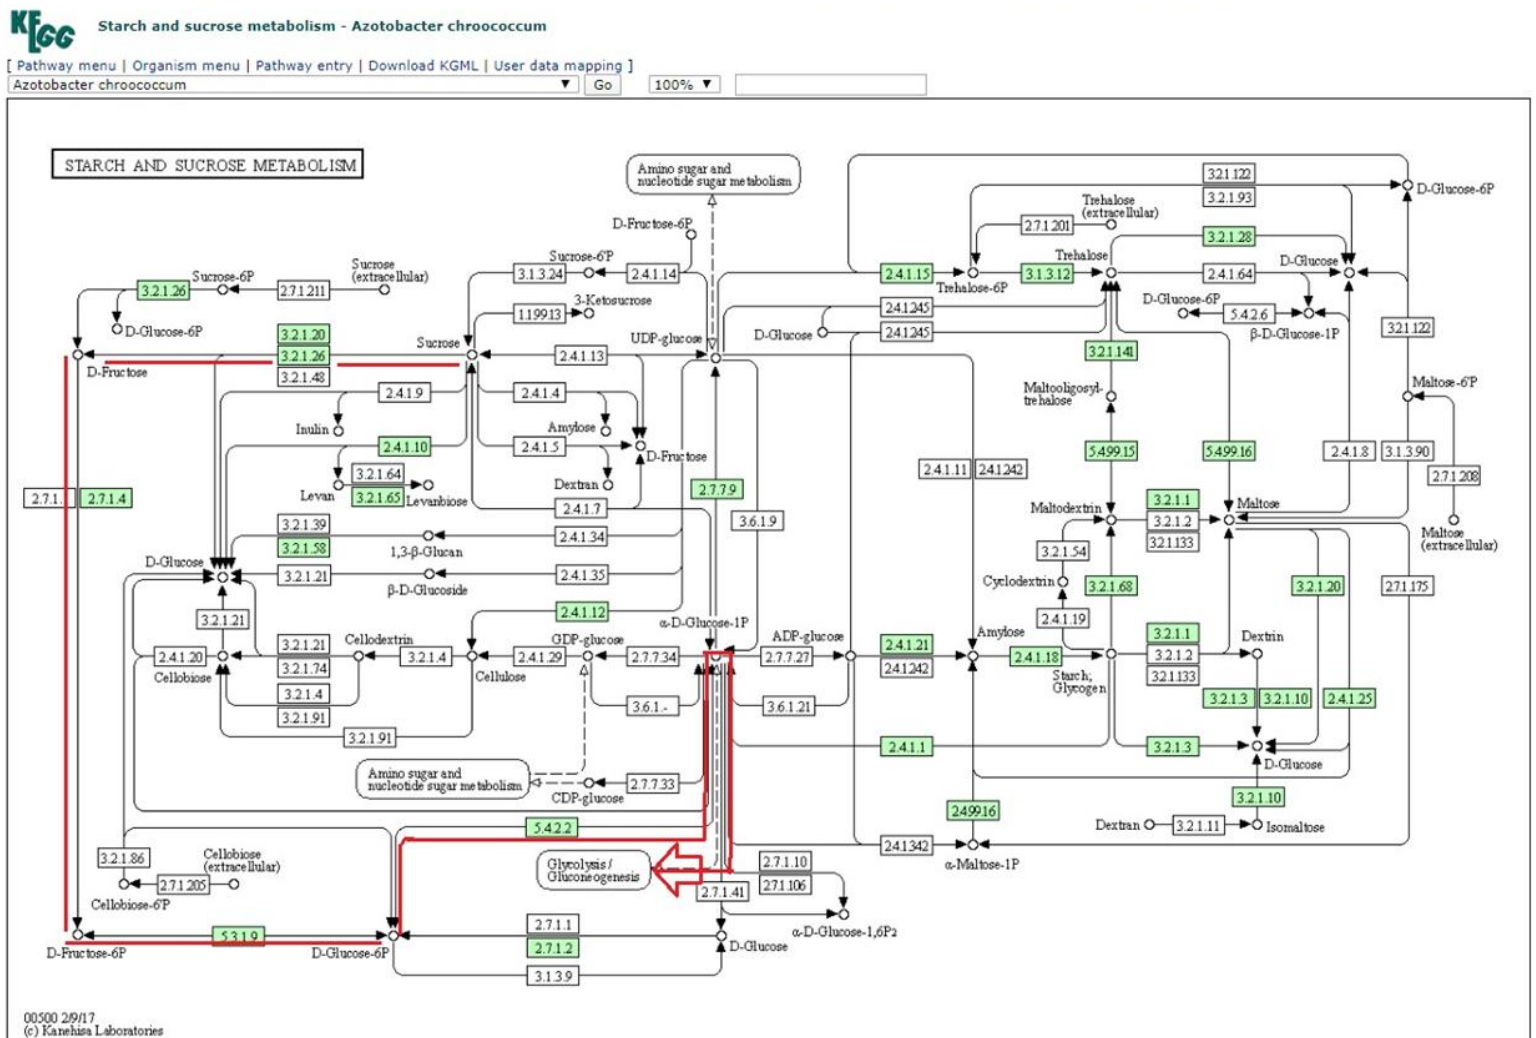 KEGG
Starch and sucrose metabolism - Azotobacter chroococcum
[ Pathway menu | Organism menu | Pathway entry | Download KGML | User data mapping ]
Azotobacter chroococcum ▼ Go 100% ▼
STARCH AND SUCROSE METABOLISM
Amino sugar and
nucleotide sugar metabolism
3.2.1.122
D-Glucose-6P
3.2.1.93
Trehalose
(extracellular)
2.7.1.201
D-Fructose-6P
3.2.1.28
Sucrose-6'P
Trehalose
D-Glucose
Sucrose-6P
Sucrose
(extracellular)
3.1.3.24
2.4.1.14
2.4.1.15
3.1.3.12
2.4.1.64
Trehalose-6P
3.2.1.26
2.7.1.211
3-Ketosucrose
D-Glucose-6P
1.1.99.13
2.4.1.245
5.4.2.6
β-D-Glucose-1P
D-Glucose-6P
3.2.1.20
Sucrose
UDP-glucose
D-Glucose
2.4.1.245
3.2.1.122
3.2.1.26
2.4.1.13
3.2.1.141
D-Fructose
3.2.1.48
Maltooligosyl-
trehalose
Maltose-6'P
2.4.1.9
2.4.1.4
Inulin
Amylose
2.4.1.10
2.4.1.5
D-Fructose
5.4.99.15
5.4.99.16
2.4.1.8
3.1.3.90
3.2.1.64
2.4.1.11
2.4.1.242
2.7.1.208
Levan
3.2.1.65
Levanbiose
Dextran
2.7.7.9
2.7.1.
2.7.1.4
2.4.1.7
3.2.1.1
Maltodextrin
3.2.1.2
Maltose
3.2.1.39
3.6.1.9
3.2.1.133
Maltose
(extracellular)
3.2.1.58
1,3-β-Glucan
2.4.1.34
3.2.1.54
D-Glucose
3.2.1.21
2.4.1.35
Cyclodextrin
3.2.1.68
3.2.1.20
2.7.1.175
β-D-Glucoside
2.4.1.12
3.2.1.21
α-D-Glucose-1P
2.4.1.19
Cellodextrin
GDP-glucose
ADP-glucose
2.4.1.21
Amylose
3.2.1.1
Dextrin
3.2.1.21
2.4.1.20
3.2.1.4
2.4.1.29
2.7.7.34
2.7.7.27
2.4.1.18
3.2.1.2
Cellobiose
3.2.1.74
Cellulose
2.4.1.242
Starch;
Glycogen
3.2.1.133
3.2.1.4
3.6.1.-
3.6.1.21
3.2.1.3
3.2.1.10
2.4.1.25
3.2.1.91
3.2.1.91
2.4.1.1
3.2.1.3
D-Glucose
Amino sugar and
nucleotide sugar metabolism
2.7.7.33
CDP-glucose
3.2.1.10
2.4.99.16
5.4.2.2
Dextran
3.2.1.11
Isomaltose
3.2.1.86
Cellobiose
(extracellular)
Glycolysis /
Gluconeogenesis
2.4.1.342
2.7.1.10
α-Maltose-1P
2.7.1.205
2.7.1.106
2.7.1.41
Cellobiose-6'P
2.7.1.1
α-D-Glucose-1,6P2
5.3.1.9
D-Fructose-6P
D-Glucose-6P
2.7.1.2
D-Glucose
3.1.3.9
00500 2/9/17
(c) Kanehisa Laboratories